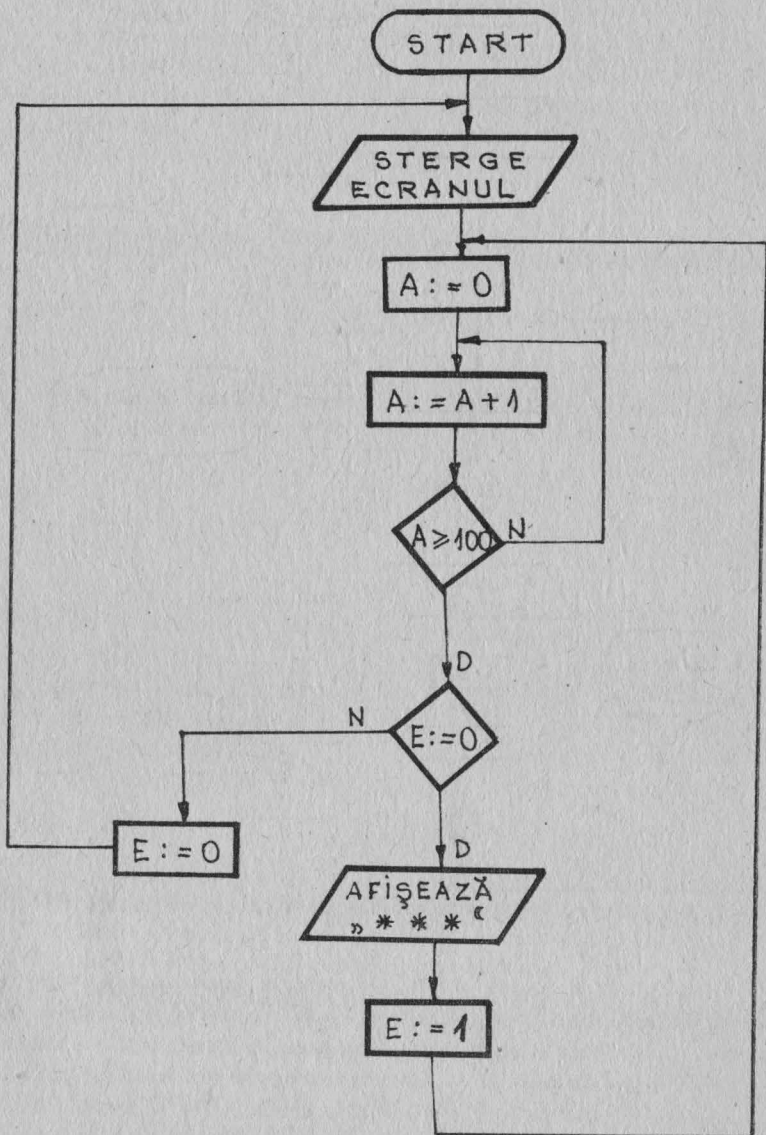 START
STERGE
ECRANUL
A := 0
A := A + 1
A ≥ 100
N
D
E := 0
N
E := 0
D
AFIŞEAZĂ
„ * * * “
E := 1